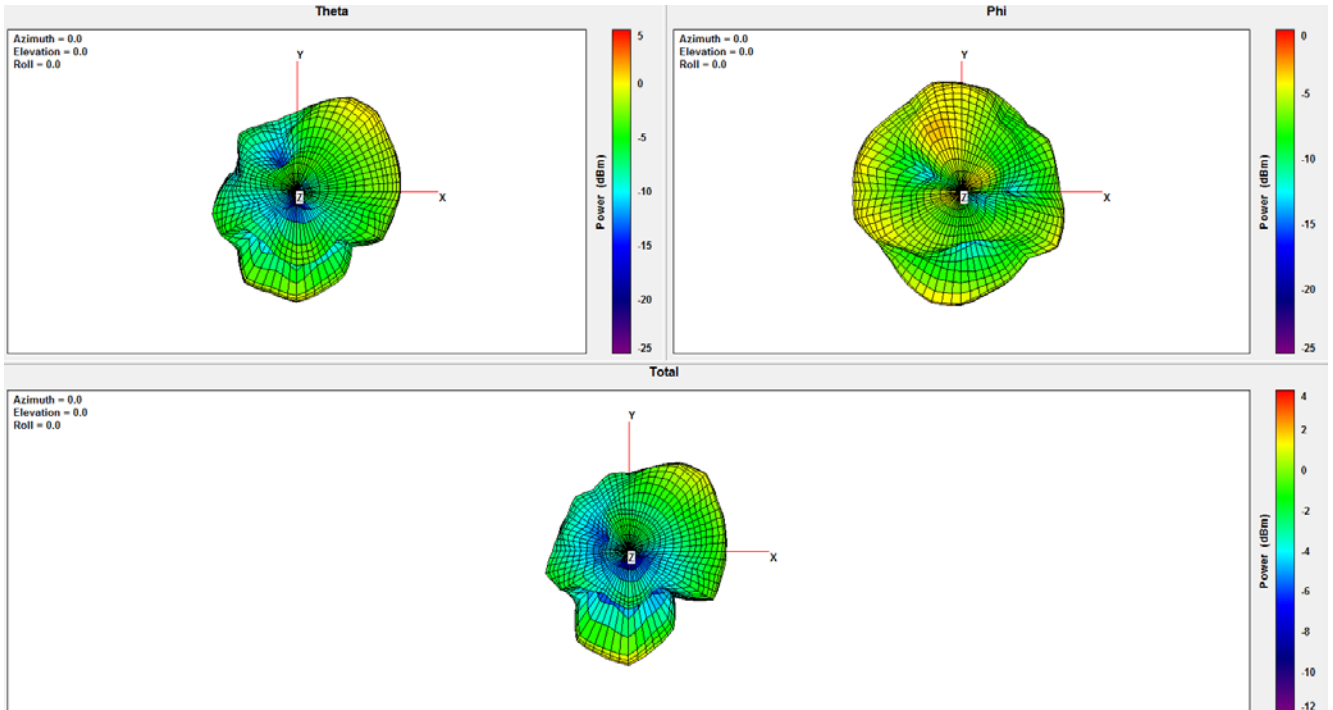 Theta
Azimuth = 0.0
Elevation = 0.0
Roll = 0.0
Y
X
Z
5
0
-5
-10
-15
-20
-25
Power (dBm)
Phi
Azimuth = 0.0
Elevation = 0.0
Roll = 0.0
Y
X
Z
0
-5
-10
-15
-20
-25
Power (dBm)
Total
Azimuth = 0.0
Elevation = 0.0
Roll = 0.0
Y
X
Z
4
2
0
-2
-4
-6
-8
-10
-12
Power (dBm)